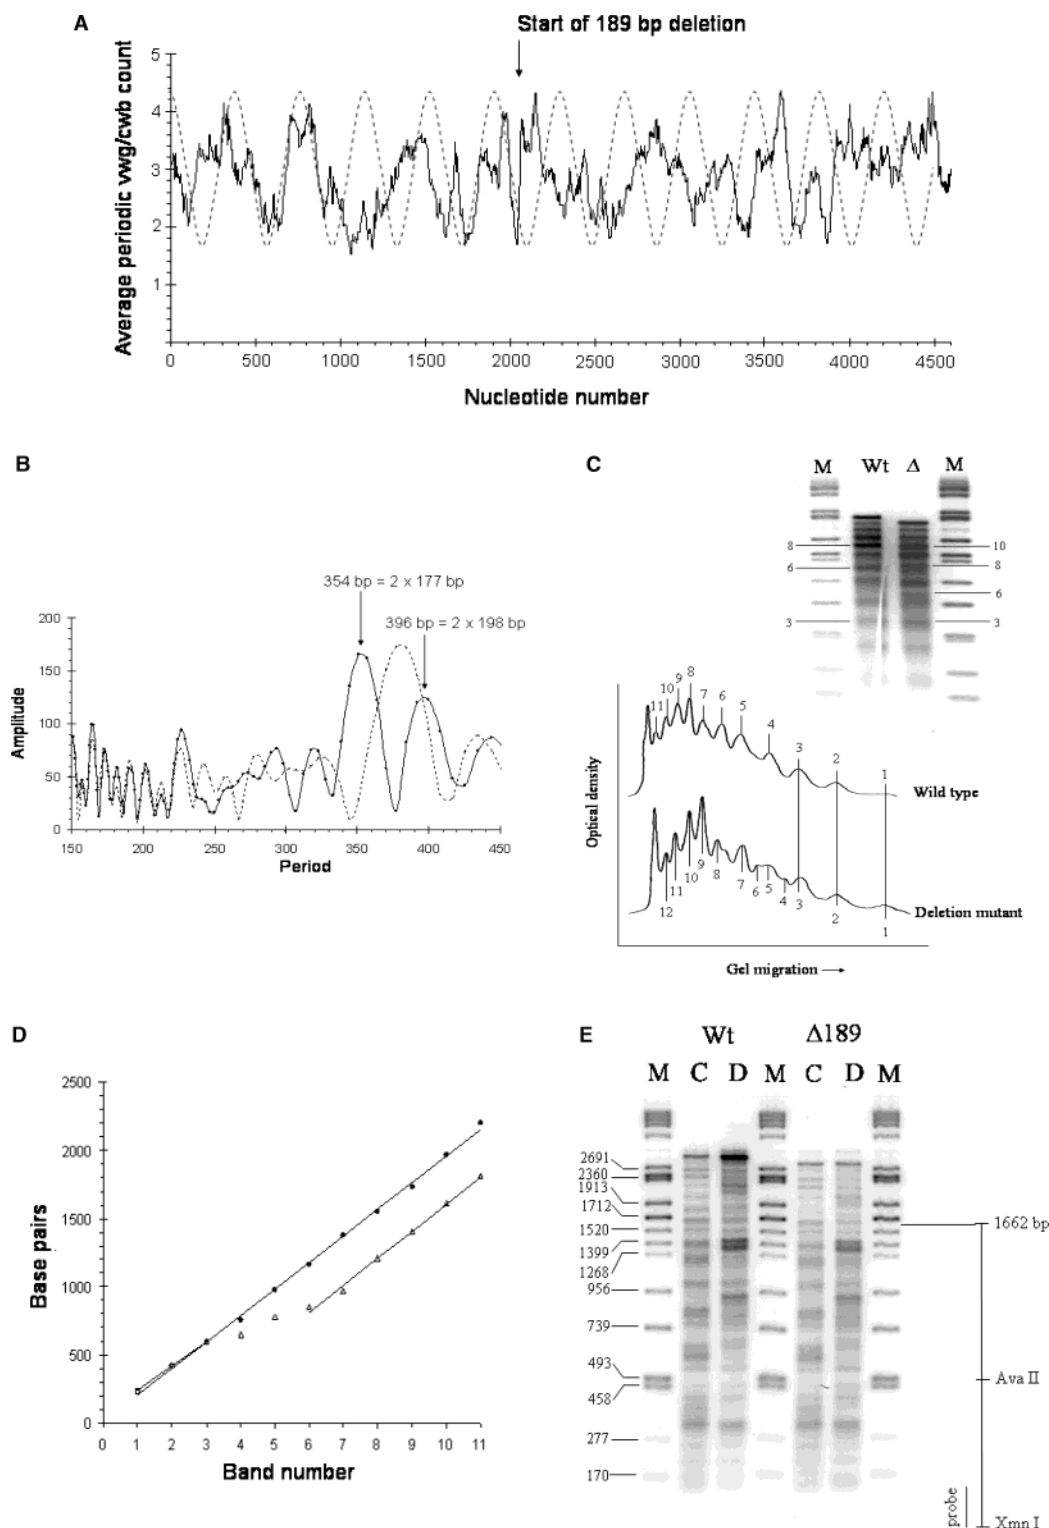 A
Start of 189 bp deletion
Average periodic vwg/cwb count
5
4
3
2
1
0 500 1000 1500 2000 2500 3000 3500 4000 4500
Nucleotide number
B
354 bp = 2 x 177 bp
396 bp = 2 x 198 bp
Amplitude
200
150
100
50
0
150 200 250 300 350 400 450
Period
C
M Wt Δ M
8 10
6 8
6
3 3
Optical density
11 10 9 8 7 6 5 4 3 2 1
Wild type
12 11 10 9 8 7 6 5 4 3 2 1
Deletion mutant
Gel migration
D
Base pairs
2500
2000
1500
1000
500
0
0 1 2 3 4 5 6 7 8 9 10 11
Band number
E
Wt Δ189
M C D M C D M
2691
2360
1913
1712
1520
1399
1268
956
739
493
458
277
170
1662 bp
Ava II
probe
Xmn I